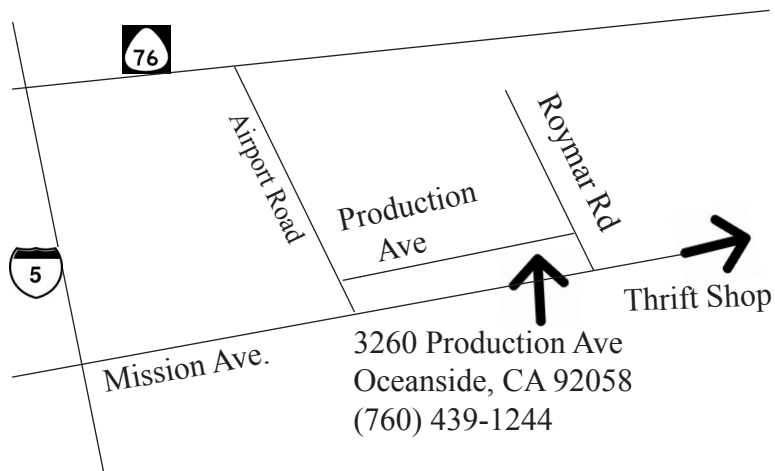 76
Airport Road
Roymar Rd
Production
Ave
5
Thrift Shop
Mission Ave.
3260 Production Ave
Oceanside, CA 92058
(760) 439-1244